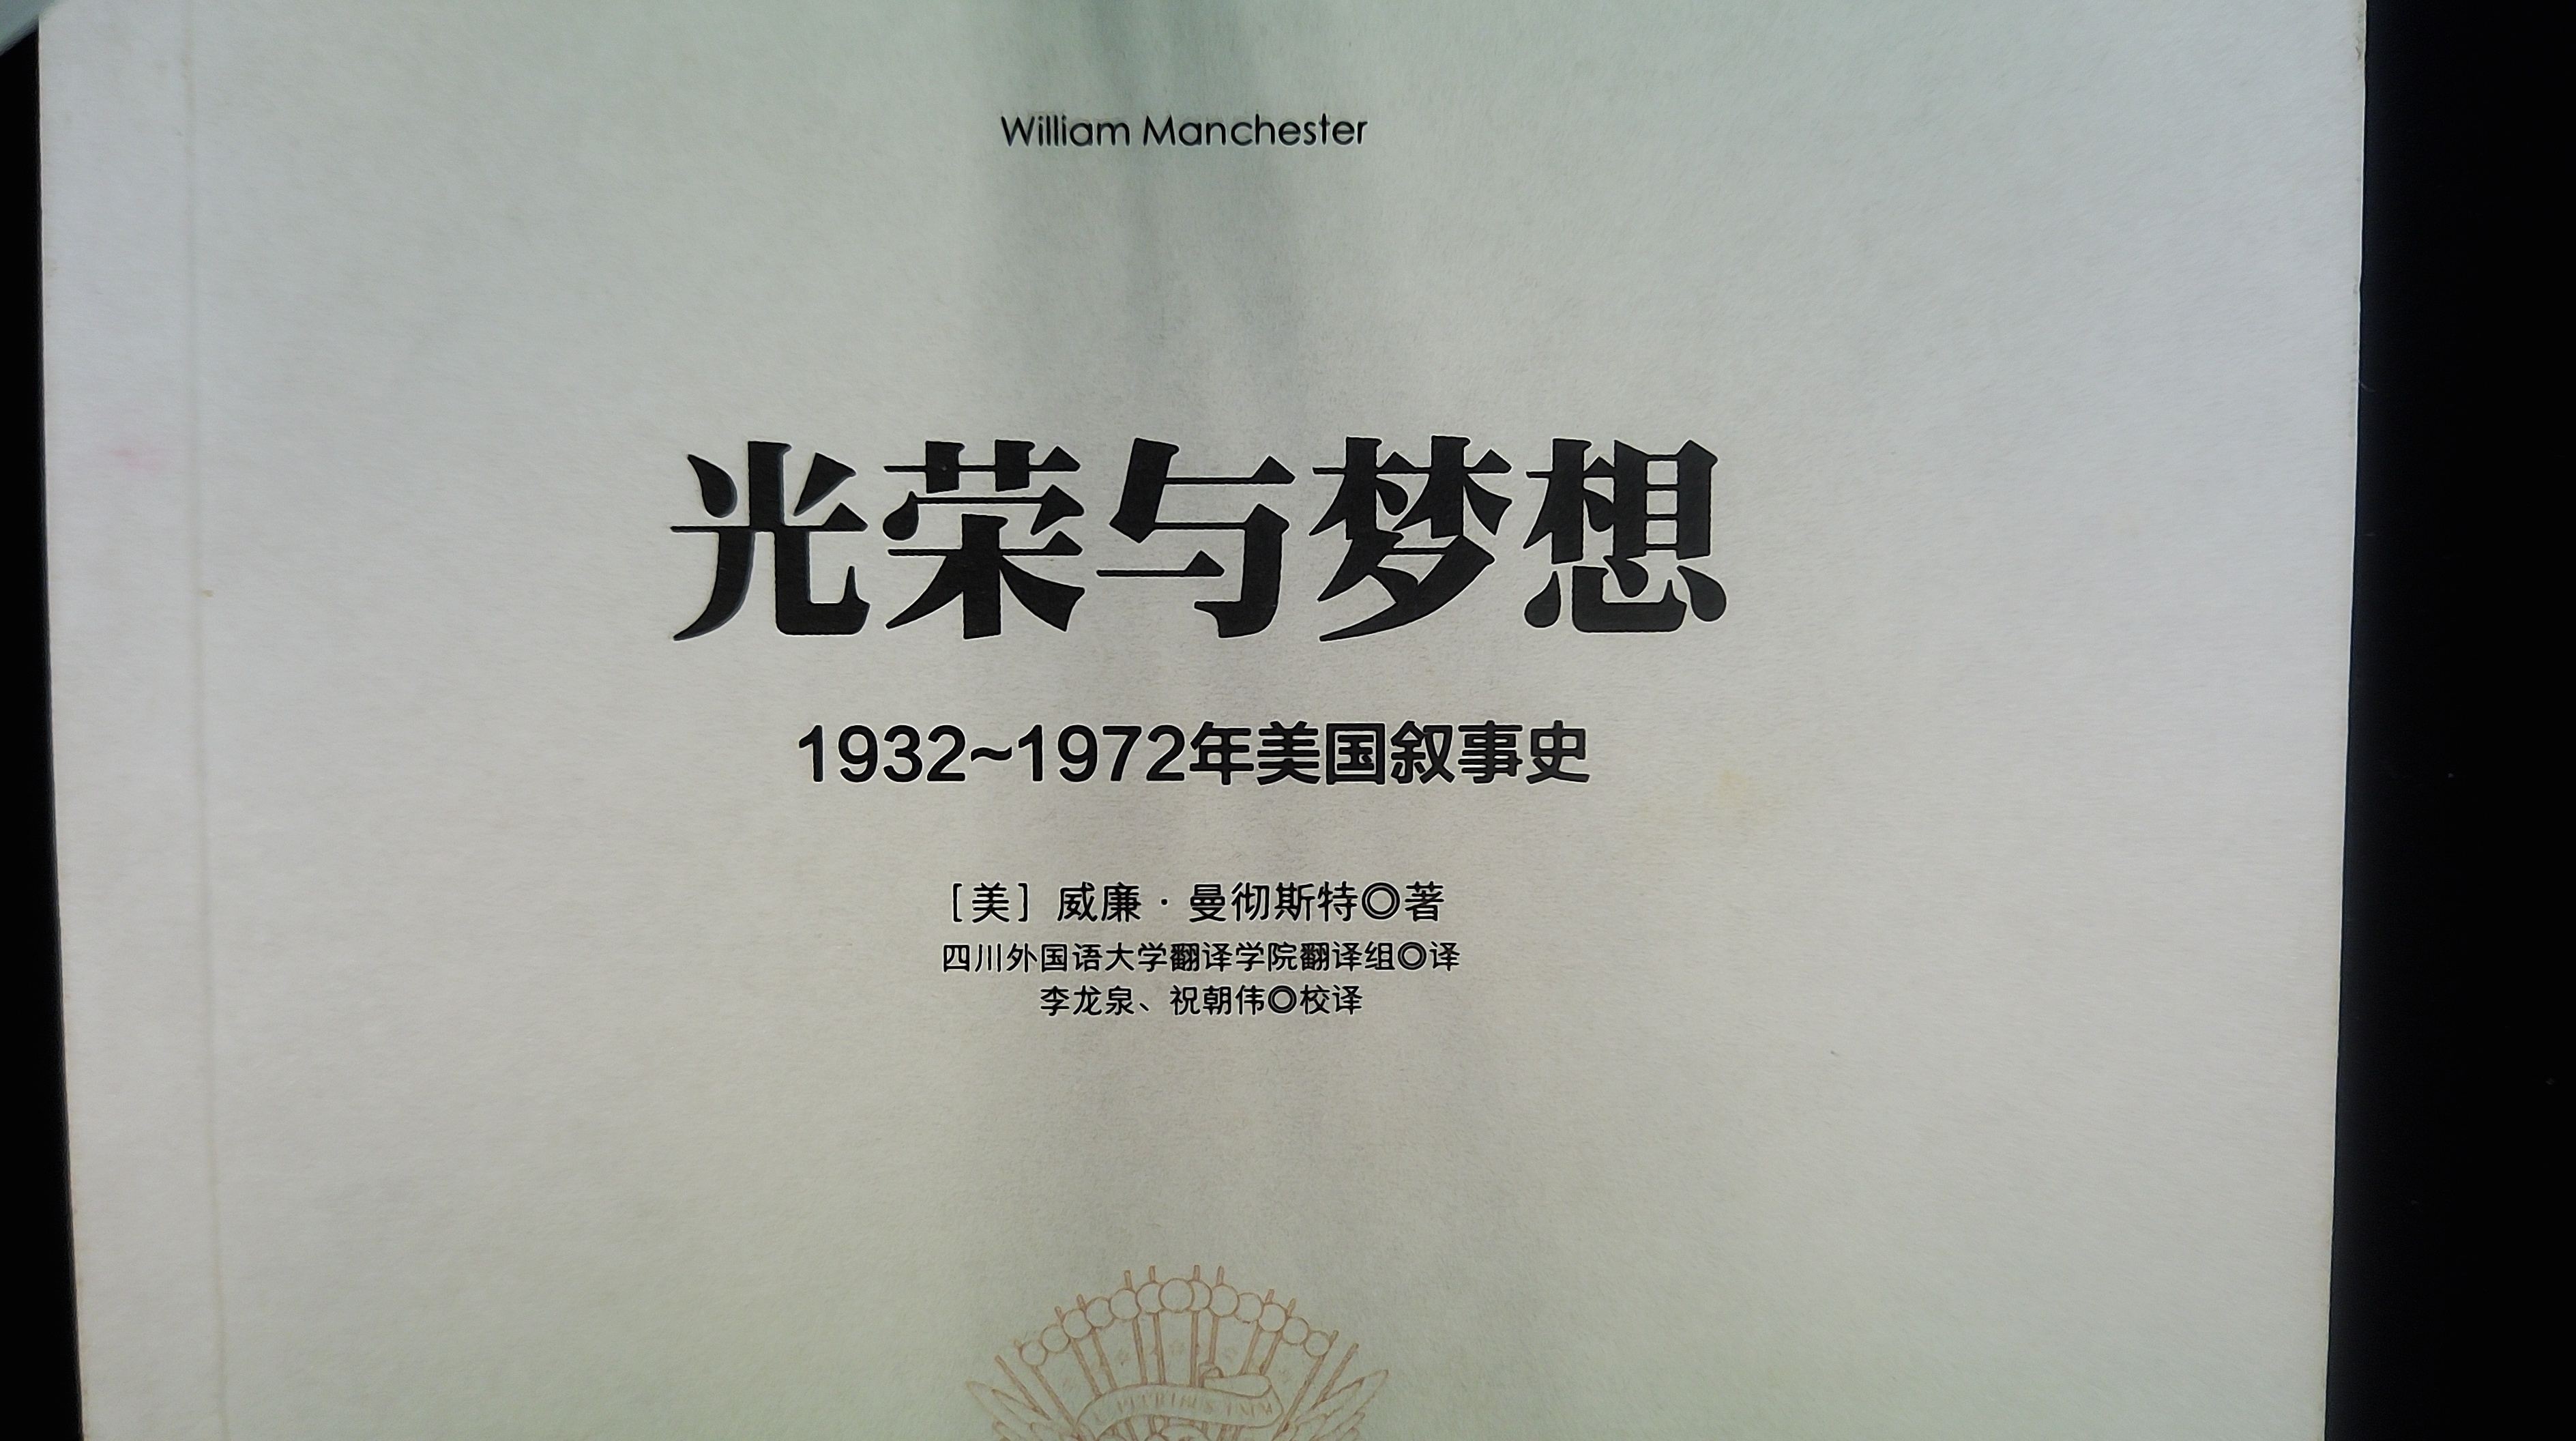 William Manchester
光荣与梦想
1932~1972年美国叙事史
［美］威廉·曼彻斯特◎著
四川外国语大学翻译学院翻译组◎译
李龙泉、祝朝伟◎校译
E PLURIBUS UNUM